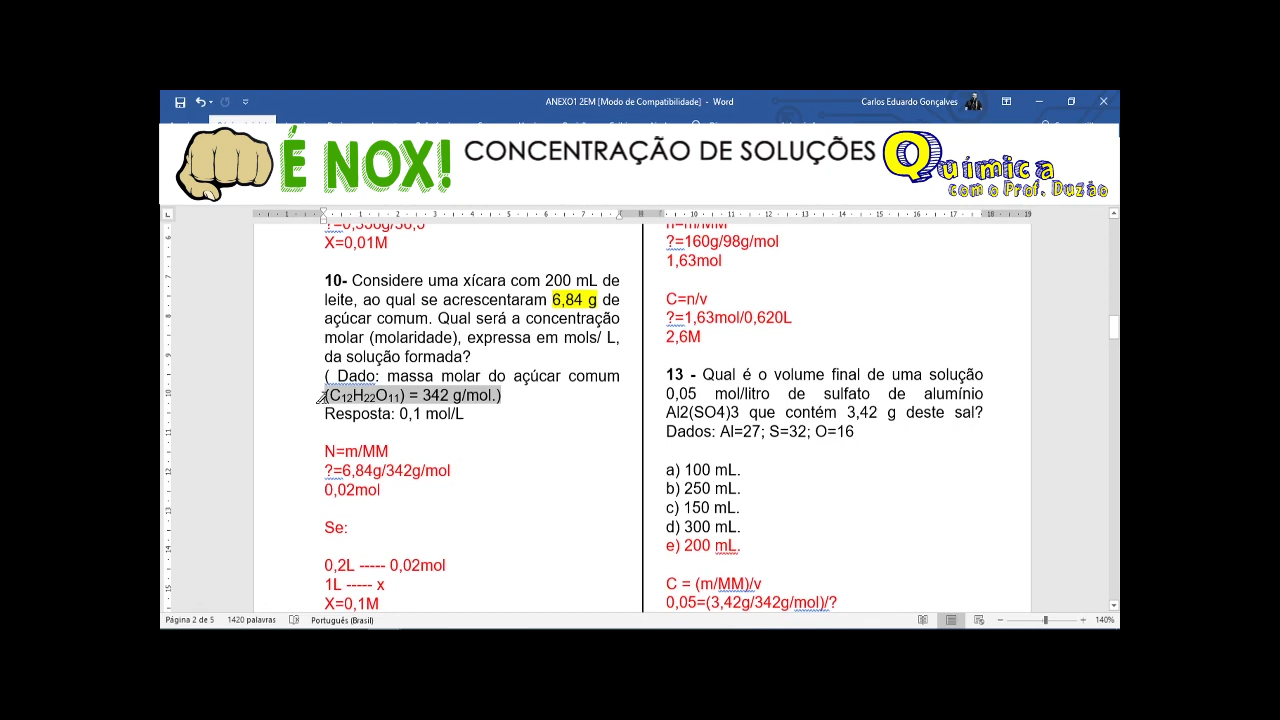 ANEXO1 2EM [Modo de Compatibilidade] - Word
Carlos Eduardo Gonçalves
É NOX!
CONCENTRAÇÃO DE SOLUÇÕES
Química
com o Prof. Duzão
X=0,01M
10- Considere uma xícara com 200 mL de
leite, ao qual se acrescentaram 6,84 g de
açúcar comum. Qual será a concentração
molar (molaridade), expressa em mols/ L,
da solução formada?
( Dado: massa molar do açúcar comum
(C₁₂H₂₂O₁₁) = 342 g/mol.)
Resposta: 0,1 mol/L
N=m/MM
?=6,84g/342g/mol
0,02mol
Se:
0,2L ----- 0,02mol
1L ----- x
X=0,1M
n=m/MM
?=160g/98g/mol
1,63mol
C=n/v
?=1,63mol/0,620L
2,6M
13 - Qual é o volume final de uma solução
0,05 mol/litro de sulfato de alumínio
Al2(SO4)3 que contém 3,42 g deste sal?
Dados: Al=27; S=32; O=16
a) 100 mL.
b) 250 mL.
c) 150 mL.
d) 300 mL.
e) 200 mL.
C = (m/MM)/v
0,05=(3,42g/342g/mol)/?
Página 2 de 5
1420 palavras
Português (Brasil)
140%